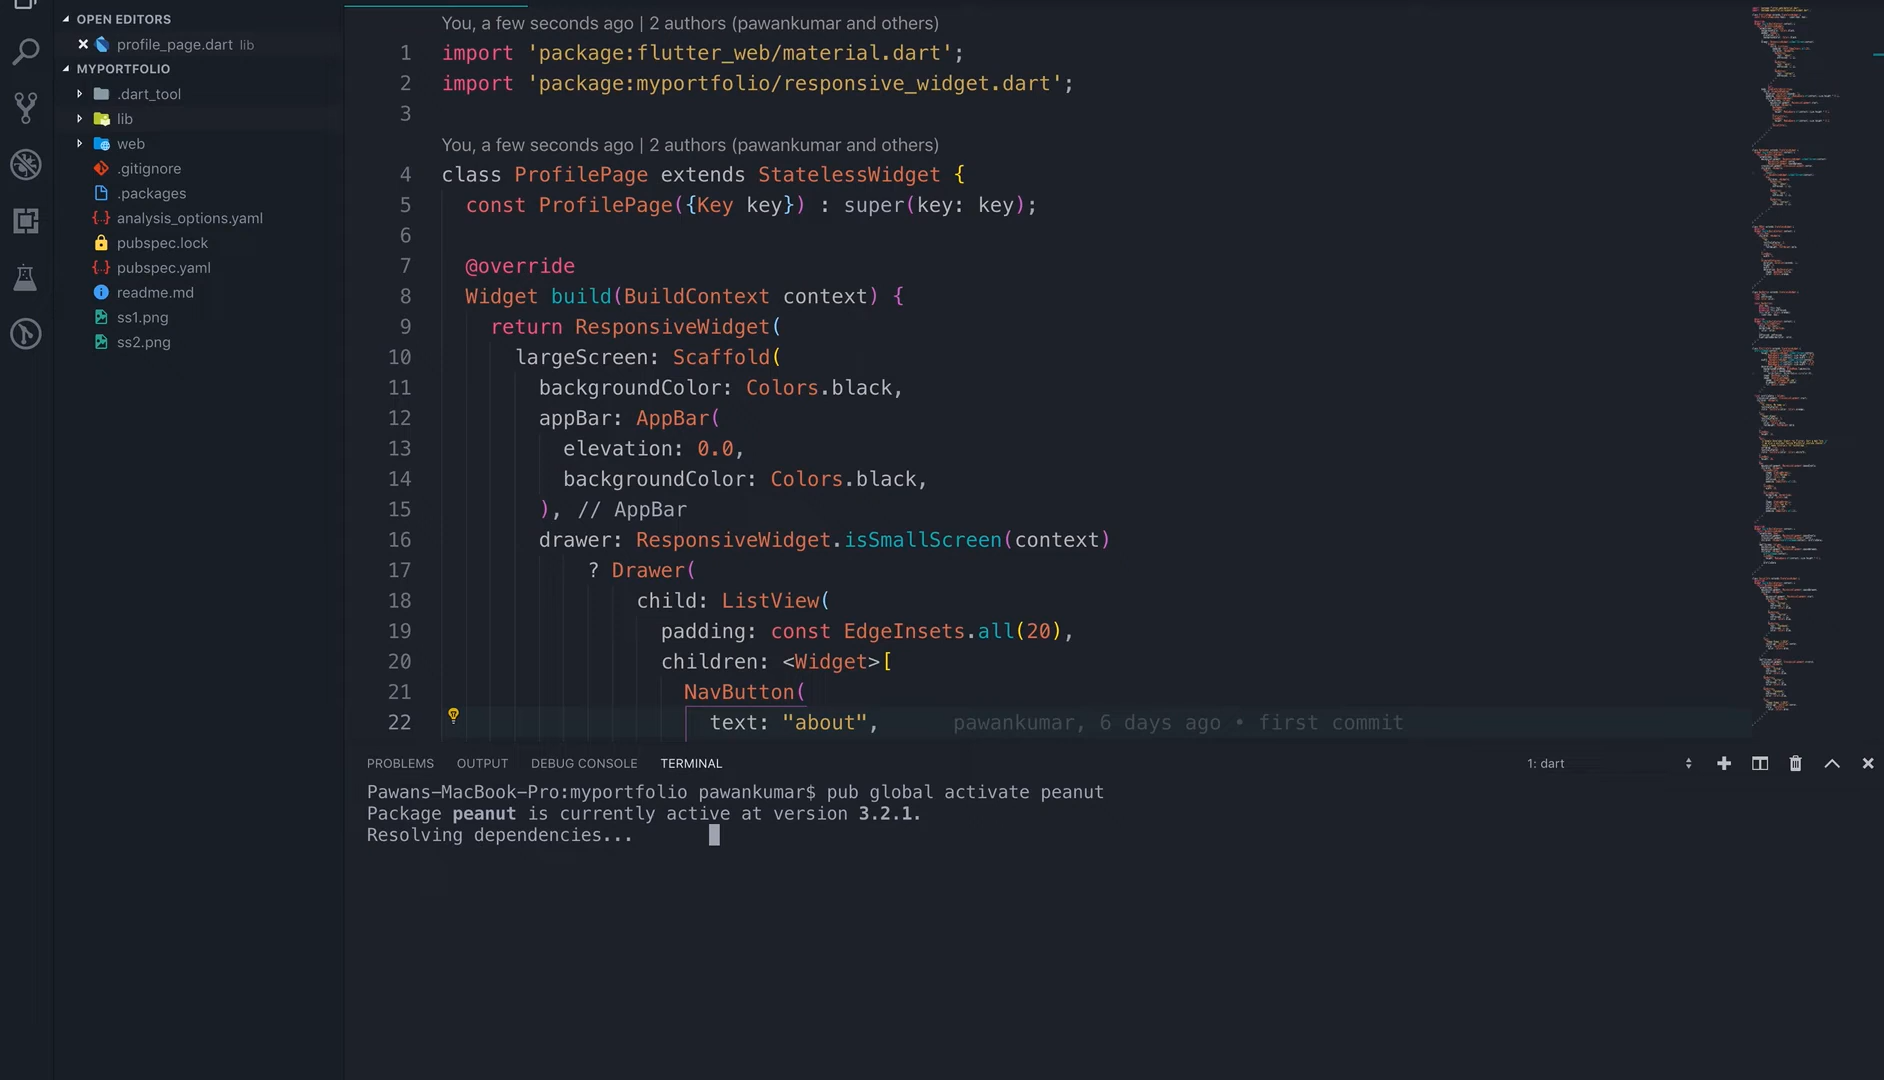 OPEN EDITORS
profile_page.dart lib
MYPORTFOLIO
.dart_tool
lib
web
.gitignore
.packages
analysis_options.yaml
pubspec.lock
pubspec.yaml
readme.md
ss1.png
ss2.png
You, a few seconds ago | 2 authors (pawankumar and others)
1 import 'package:flutter_web/material.dart';
2 import 'package:myportfolio/responsive_widget.dart';
3
You, a few seconds ago | 2 authors (pawankumar and others)
4 class ProfilePage extends StatelessWidget {
5 const ProfilePage({Key key}) : super(key: key);
6
7 @override
8 Widget build(BuildContext context) {
9 return ResponsiveWidget(
10 largeScreen: Scaffold(
11 backgroundColor: Colors.black,
12 appBar: AppBar(
13 elevation: 0.0,
14 backgroundColor: Colors.black,
15 ), // AppBar
16 drawer: ResponsiveWidget.isSmallScreen(context)
17 ? Drawer(
18 child: ListView(
19 padding: const EdgeInsets.all(20),
20 children: <Widget>[
21 NavButton(
22 text: "about", pawankumar, 6 days ago • first commit
PROBLEMS OUTPUT DEBUG CONSOLE TERMINAL 1: dart
Pawans-MacBook-Pro:myportfolio pawankumar$ pub global activate peanut
Package peanut is currently active at version 3.2.1.
Resolving dependencies...